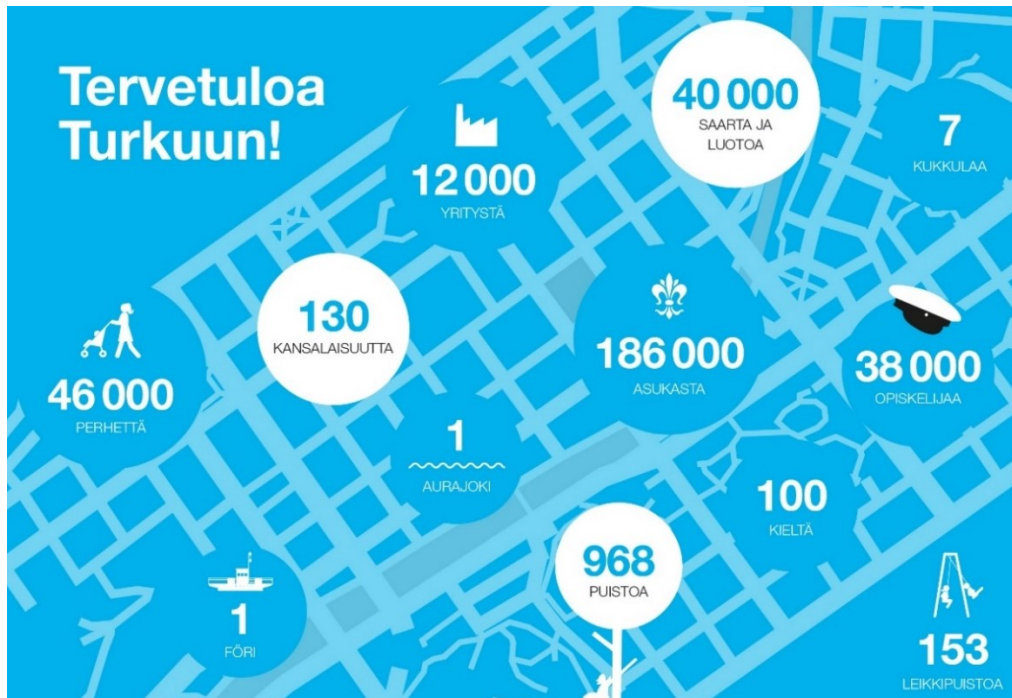 Tervetuloa
Turkuun!
40 000
SAARTA JA
LUOTOA
7
KUKKULAA
12 000
YRITYSTÄ
130
KANSALAISUUTTA
186 000
ASUKASTA
38 000
OPISKELIJAA
46 000
PERHETTÄ
1
AURAJOKI
100
KIELTÄ
968
PUISTOA
1
FÖRI
153
LEIKKIPUISTOA